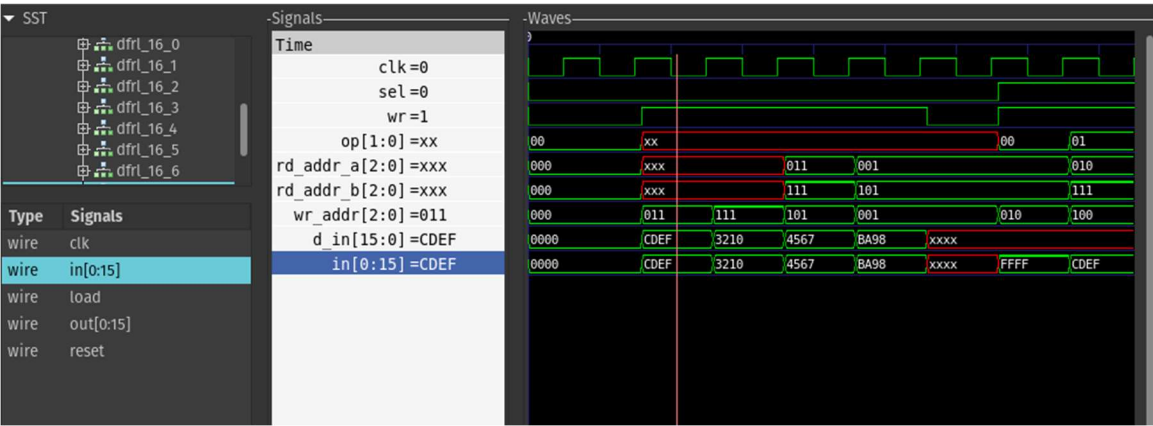 SST
dfrl_16_0
dfrl_16_1
dfrl_16_2
dfrl_16_3
dfrl_16_4
dfrl_16_5
dfrl_16_6
Type Signals
wire clk
wire in[0:15]
wire load
wire out[0:15]
wire reset
Signals
Time
clk =0
sel =0
wr =1
op[1:0] =xx
rd_addr_a[2:0] =xxx
rd_addr_b[2:0] =xxx
wr_addr[2:0] =011
d_in[15:0] =CDEF
in[0:15] =CDEF
Waves
00 xx 00 01
000 xxx 011 001 010
000 xxx 111 101 111
000 011 111 101 001 010 100
0000 CDEF 3210 4567 BA98 xxxx
0000 CDEF 3210 4567 BA98 xxxx FFFF CDEF